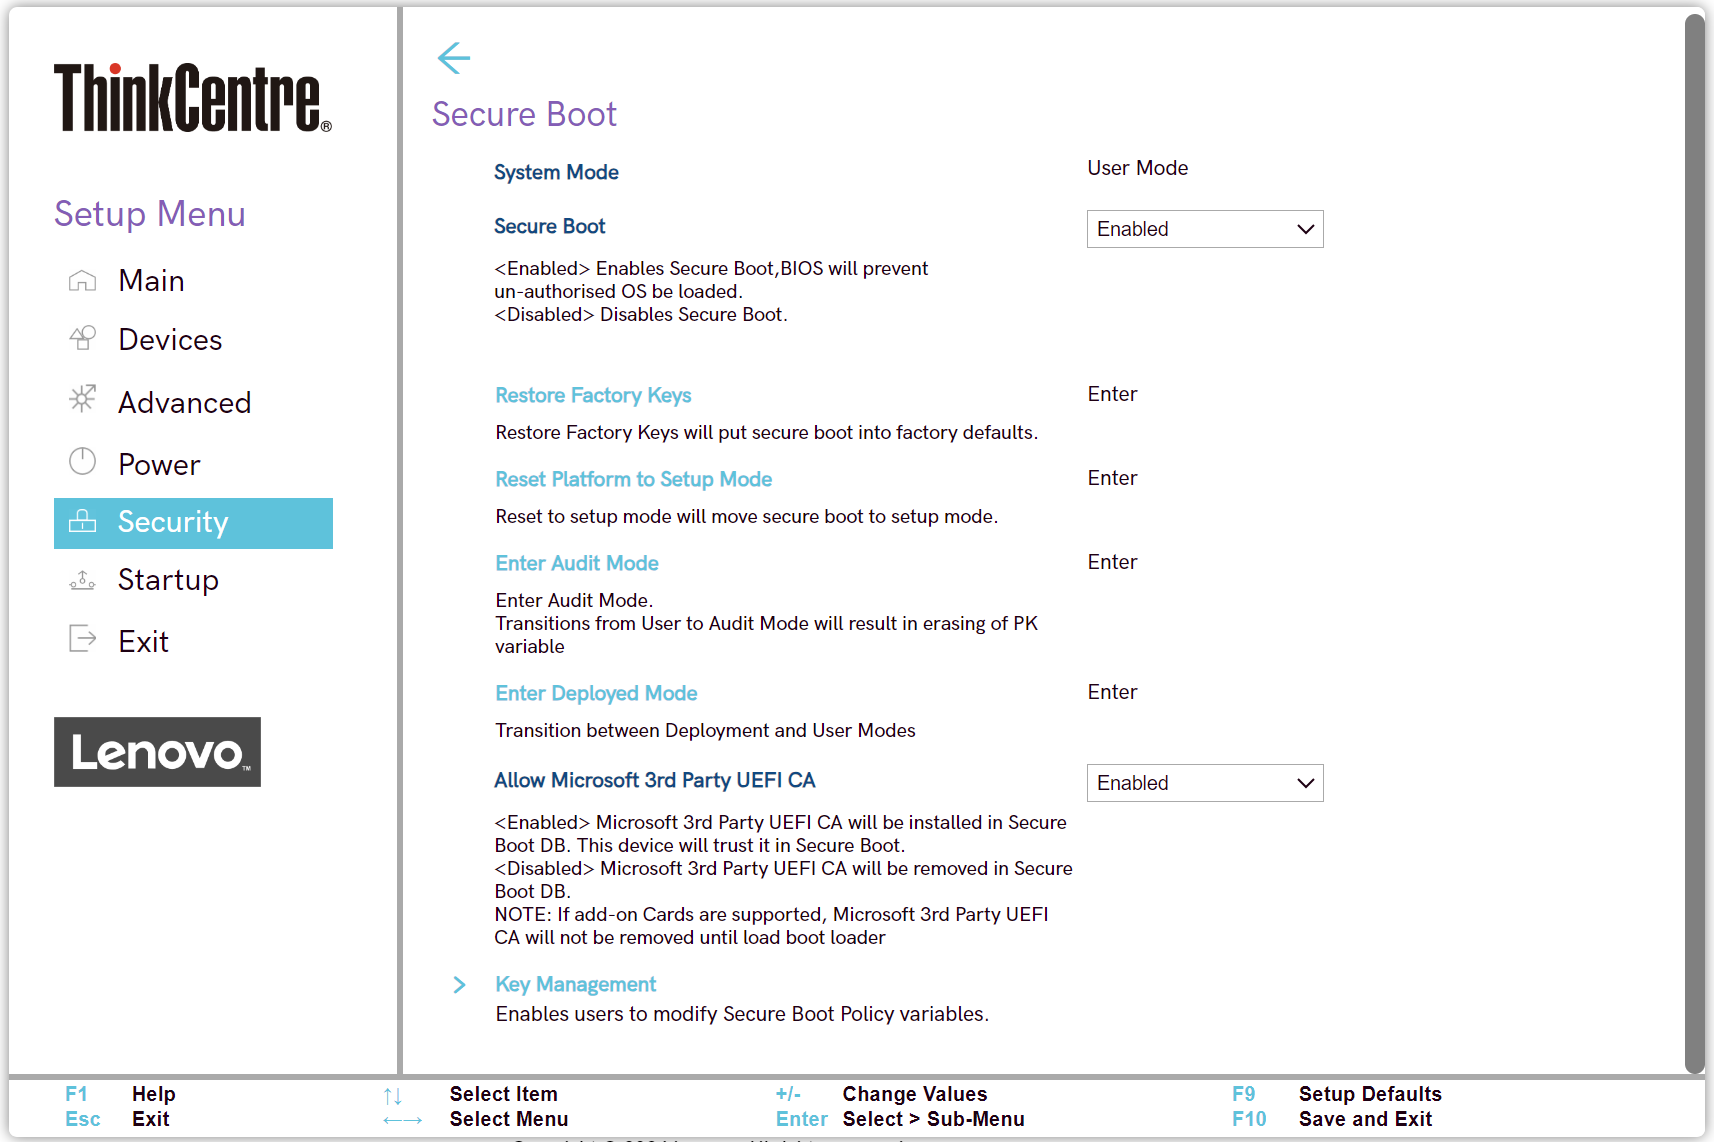 ThinkCentre®
Setup Menu
Main
Devices
Advanced
Power
Security
Startup
Exit
Lenovo™
Secure Boot
System Mode User Mode
Secure Boot Enabled
<Enabled> Enables Secure Boot,BIOS will prevent
un-authorised OS be loaded.
<Disabled> Disables Secure Boot.
Restore Factory Keys Enter
Restore Factory Keys will put secure boot into factory defaults.
Reset Platform to Setup Mode Enter
Reset to setup mode will move secure boot to setup mode.
Enter Audit Mode Enter
Enter Audit Mode.
Transitions from User to Audit Mode will result in erasing of PK
variable
Enter Deployed Mode Enter
Transition between Deployment and User Modes
Allow Microsoft 3rd Party UEFI CA Enabled
<Enabled> Microsoft 3rd Party UEFI CA will be installed in Secure
Boot DB. This device will trust it in Secure Boot.
<Disabled> Microsoft 3rd Party UEFI CA will be removed in Secure
Boot DB.
NOTE: If add-on Cards are supported, Microsoft 3rd Party UEFI
CA will not be removed until load boot loader
> Key Management
Enables users to modify Secure Boot Policy variables.
F1 Help ↑↓ Select Item +/- Change Values F9 Setup Defaults
Esc Exit ←→ Select Menu Enter Select > Sub-Menu F10 Save and Exit